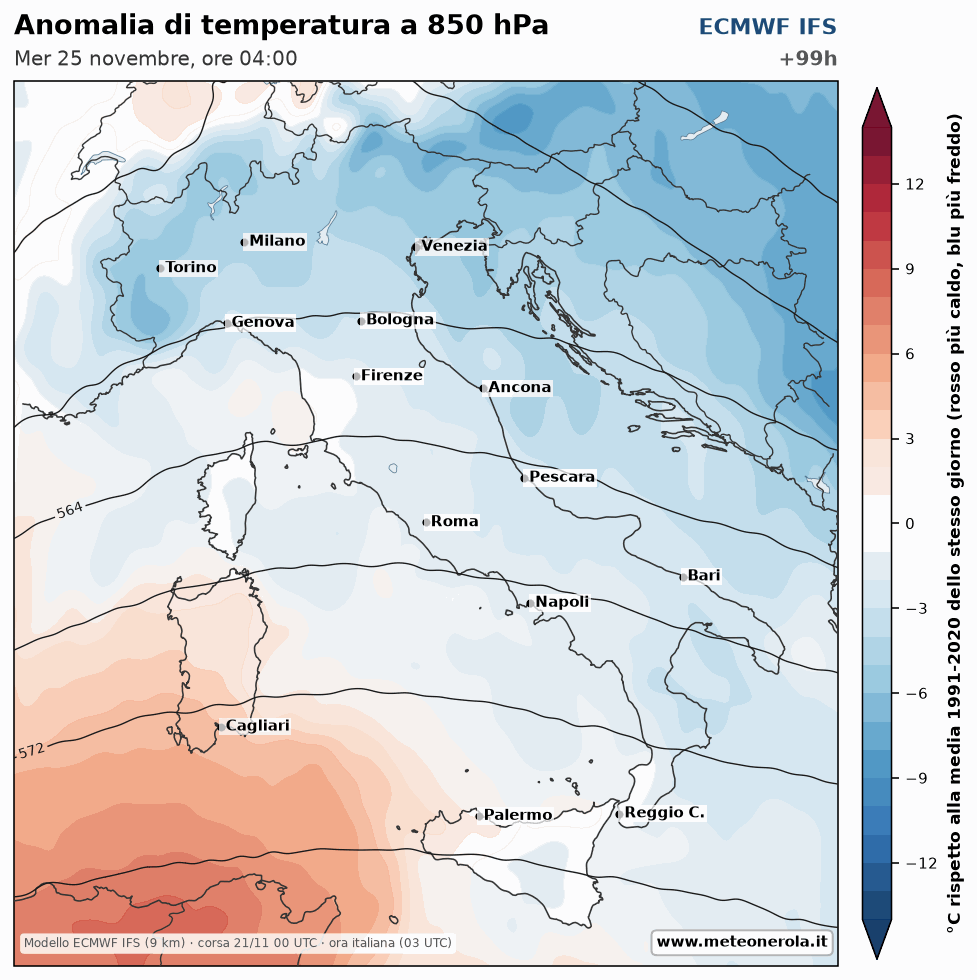 Anomalia di temperatura a 850 hPa
ECMWF IFS
Mer 25 novembre, ore 04:00
+99h
Milano
Venezia
Torino
Genova
Bologna
Firenze
Ancona
Pescara
564
Roma
Bari
Napoli
Cagliari
572
Palermo
Reggio C.
Modello ECMWF IFS (9 km) · corsa 21/11 00 UTC · ora italiana (03 UTC)
www.meteonerola.it
12
9
6
3
0
−3
−6
−9
−12
°C rispetto alla media 1991-2020 dello stesso giorno (rosso più caldo, blu più freddo)